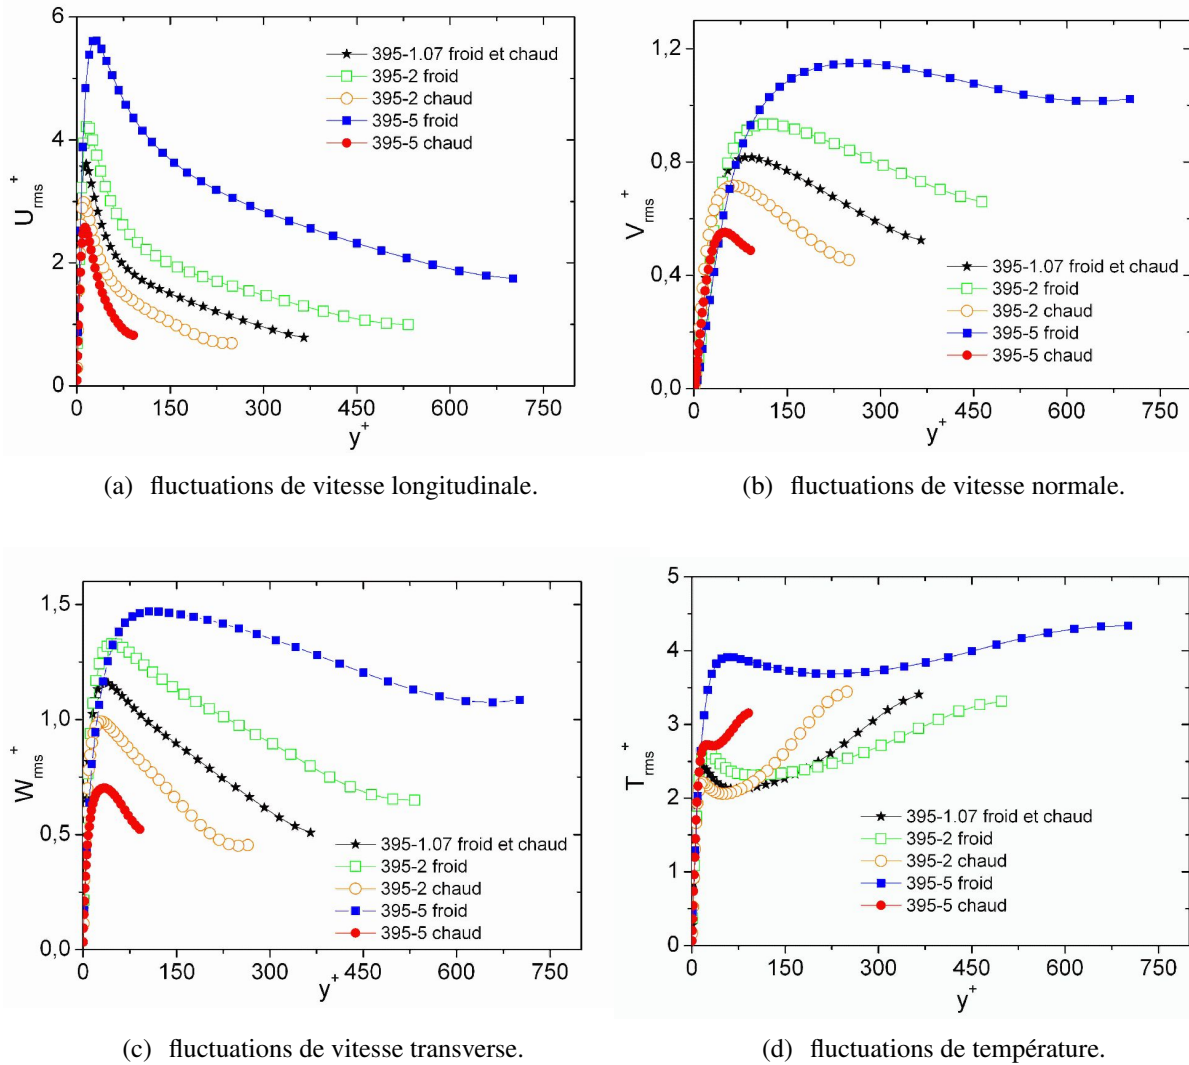 6
4
2
0
U rms +
395-1.07 froid et chaud
395-2 froid
395-2 chaud
395-5 froid
395-5 chaud
0 150 300 450 600 750
y+
(a) fluctuations de vitesse longitudinale.
1,2
0,8
0,4
0,0
V rms +
395-1.07 froid et chaud
395-2 froid
395-2 chaud
395-5 froid
395-5 chaud
0 150 300 450 600 750
y+
(b) fluctuations de vitesse normale.
1,5
1,0
0,5
0,0
W rms +
395-1.07 froid et chaud
395-2 froid
395-2 chaud
395-5 froid
395-5 chaud
0 150 300 450 600 750
y+
(c) fluctuations de vitesse transverse.
5
4
3
2
1
0
T rms +
395-1.07 froid et chaud
395-2 froid
395-2 chaud
395-5 froid
395-5 chaud
0 150 300 450 600 750
y+
(d) fluctuations de température.